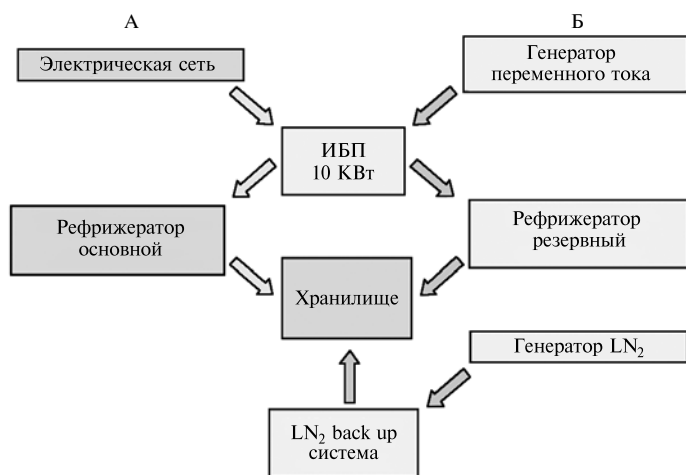 А
Б
Электрическая сеть
Генератор
переменного тока
ИБП
10 КВт
Рефрижератор
основной
Рефрижератор
резервный
Хранилище
Генератор LN₂
LN₂ back up
система